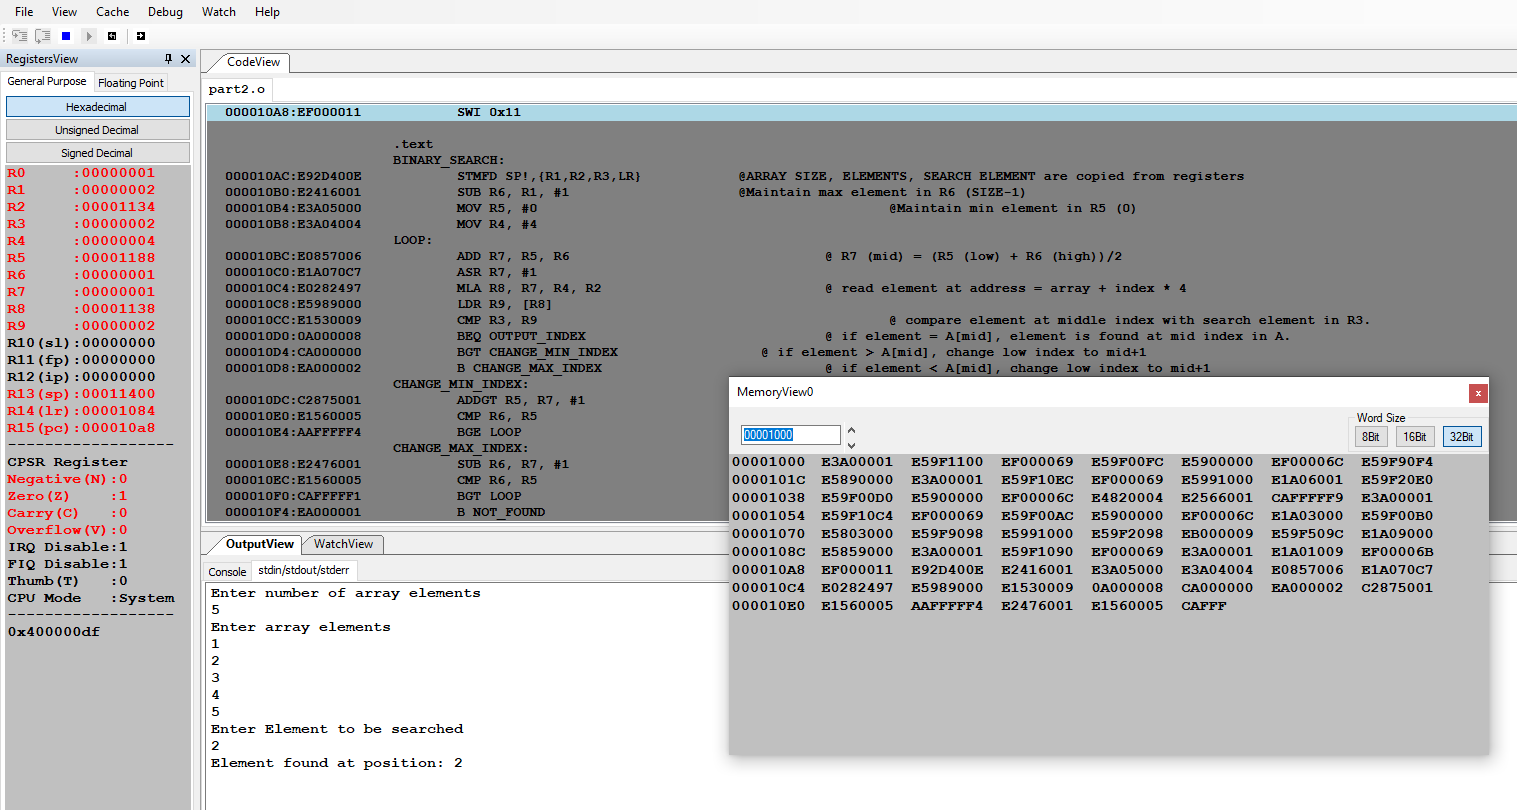 File View Cache Debug Watch Help
RegistersView
General Purpose Floating Point
Hexadecimal
Unsigned Decimal
Signed Decimal
R0 :00000001
R1 :00000002
R2 :00001134
R3 :00000002
R4 :00000004
R5 :00001188
R6 :00000001
R7 :00000001
R8 :00001138
R9 :00000002
R10(sl):00000000
R11(fp):00000000
R12(ip):00000000
R13(sp):00011400
R14(lr):00001084
R15(pc):000010a8
-------------------
CPSR Register
Negative(N):0
Zero(Z) :1
Carry(C) :0
Overflow(V):0
IRQ Disable:1
FIQ Disable:1
Thumb(T) :0
CPU Mode :System
-------------------
0x400000df
CodeView
part2.o
000010A8:EF000011 SWI 0x11
.text
BINARY_SEARCH:
000010AC:E92D400E STMFD SP!,{R1,R2,R3,LR} @ARRAY SIZE, ELEMENTS, SEARCH ELEMENT are copied from registers
000010B0:E2416001 SUB R6, R1, #1 @Maintain max element in R6 (SIZE-1)
000010B4:E3A05000 MOV R5, #0 @Maintain min element in R5 (0)
000010B8:E3A04004 MOV R4, #4
LOOP:
000010BC:E0857006 ADD R7, R5, R6 @ R7 (mid) = (R5 (low) + R6 (high))/2
000010C0:E1A070C7 ASR R7, #1
000010C4:E0282497 MLA R8, R7, R4, R2 @ read element at address = array + index * 4
000010C8:E5989000 LDR R9, [R8]
000010CC:E1530009 CMP R3, R9 @ compare element at middle index with search element in R3.
000010D0:0A000008 BEQ OUTPUT_INDEX @ if element = A[mid], element is found at mid index in A.
000010D4:CA000000 BGT CHANGE_MIN_INDEX @ if element > A[mid], change low index to mid+1
000010D8:EA000002 B CHANGE_MAX_INDEX @ if element < A[mid], change low index to mid+1
CHANGE_MIN_INDEX:
000010DC:C2875001 ADDGT R5, R7, #1
000010E0:E1560005 CMP R6, R5
000010E4:AAFFFFF4 BGE LOOP
CHANGE_MAX_INDEX:
000010E8:E2476001 SUB R6, R7, #1
000010EC:E1560005 CMP R6, R5
000010F0:CAFFFFF1 BGT LOOP
000010F4:EA000001 B NOT_FOUND
MemoryView0
x
00001000
Word Size
8Bit 16Bit 32Bit
00001000 E3A00001 E59F1100 EF000069 E59F00FC E5900000 EF00006C E59F90F4
0000101C E5890000 E3A00001 E59F10EC EF000069 E5991000 E1A06001 E59F20E0
00001038 E59F00D0 E5900000 EF00006C E4820004 E2566001 CAFFFFF9 E3A00001
00001054 E59F10C4 EF000069 E59F00AC E5900000 EF00006C E1A03000 E59F00B0
00001070 E5803000 E59F9098 E5991000 E59F2098 EB000009 E59F509C E1A09000
0000108C E5859000 E3A00001 E59F1090 EF000069 E3A00001 E1A01009 EF00006B
000010A8 EF000011 E92D400E E2416001 E3A05000 E3A04004 E0857006 E1A070C7
000010C4 E0282497 E5989000 E1530009 0A000008 CA000000 EA000002 C2875001
000010E0 E1560005 AAFFFFF4 E2476001 E1560005 CAFFF
OutputView WatchView
Console stdin/stdout/stderr
Enter number of array elements
5
Enter array elements
1
2
3
4
5
Enter Element to be searched
2
Element found at position: 2